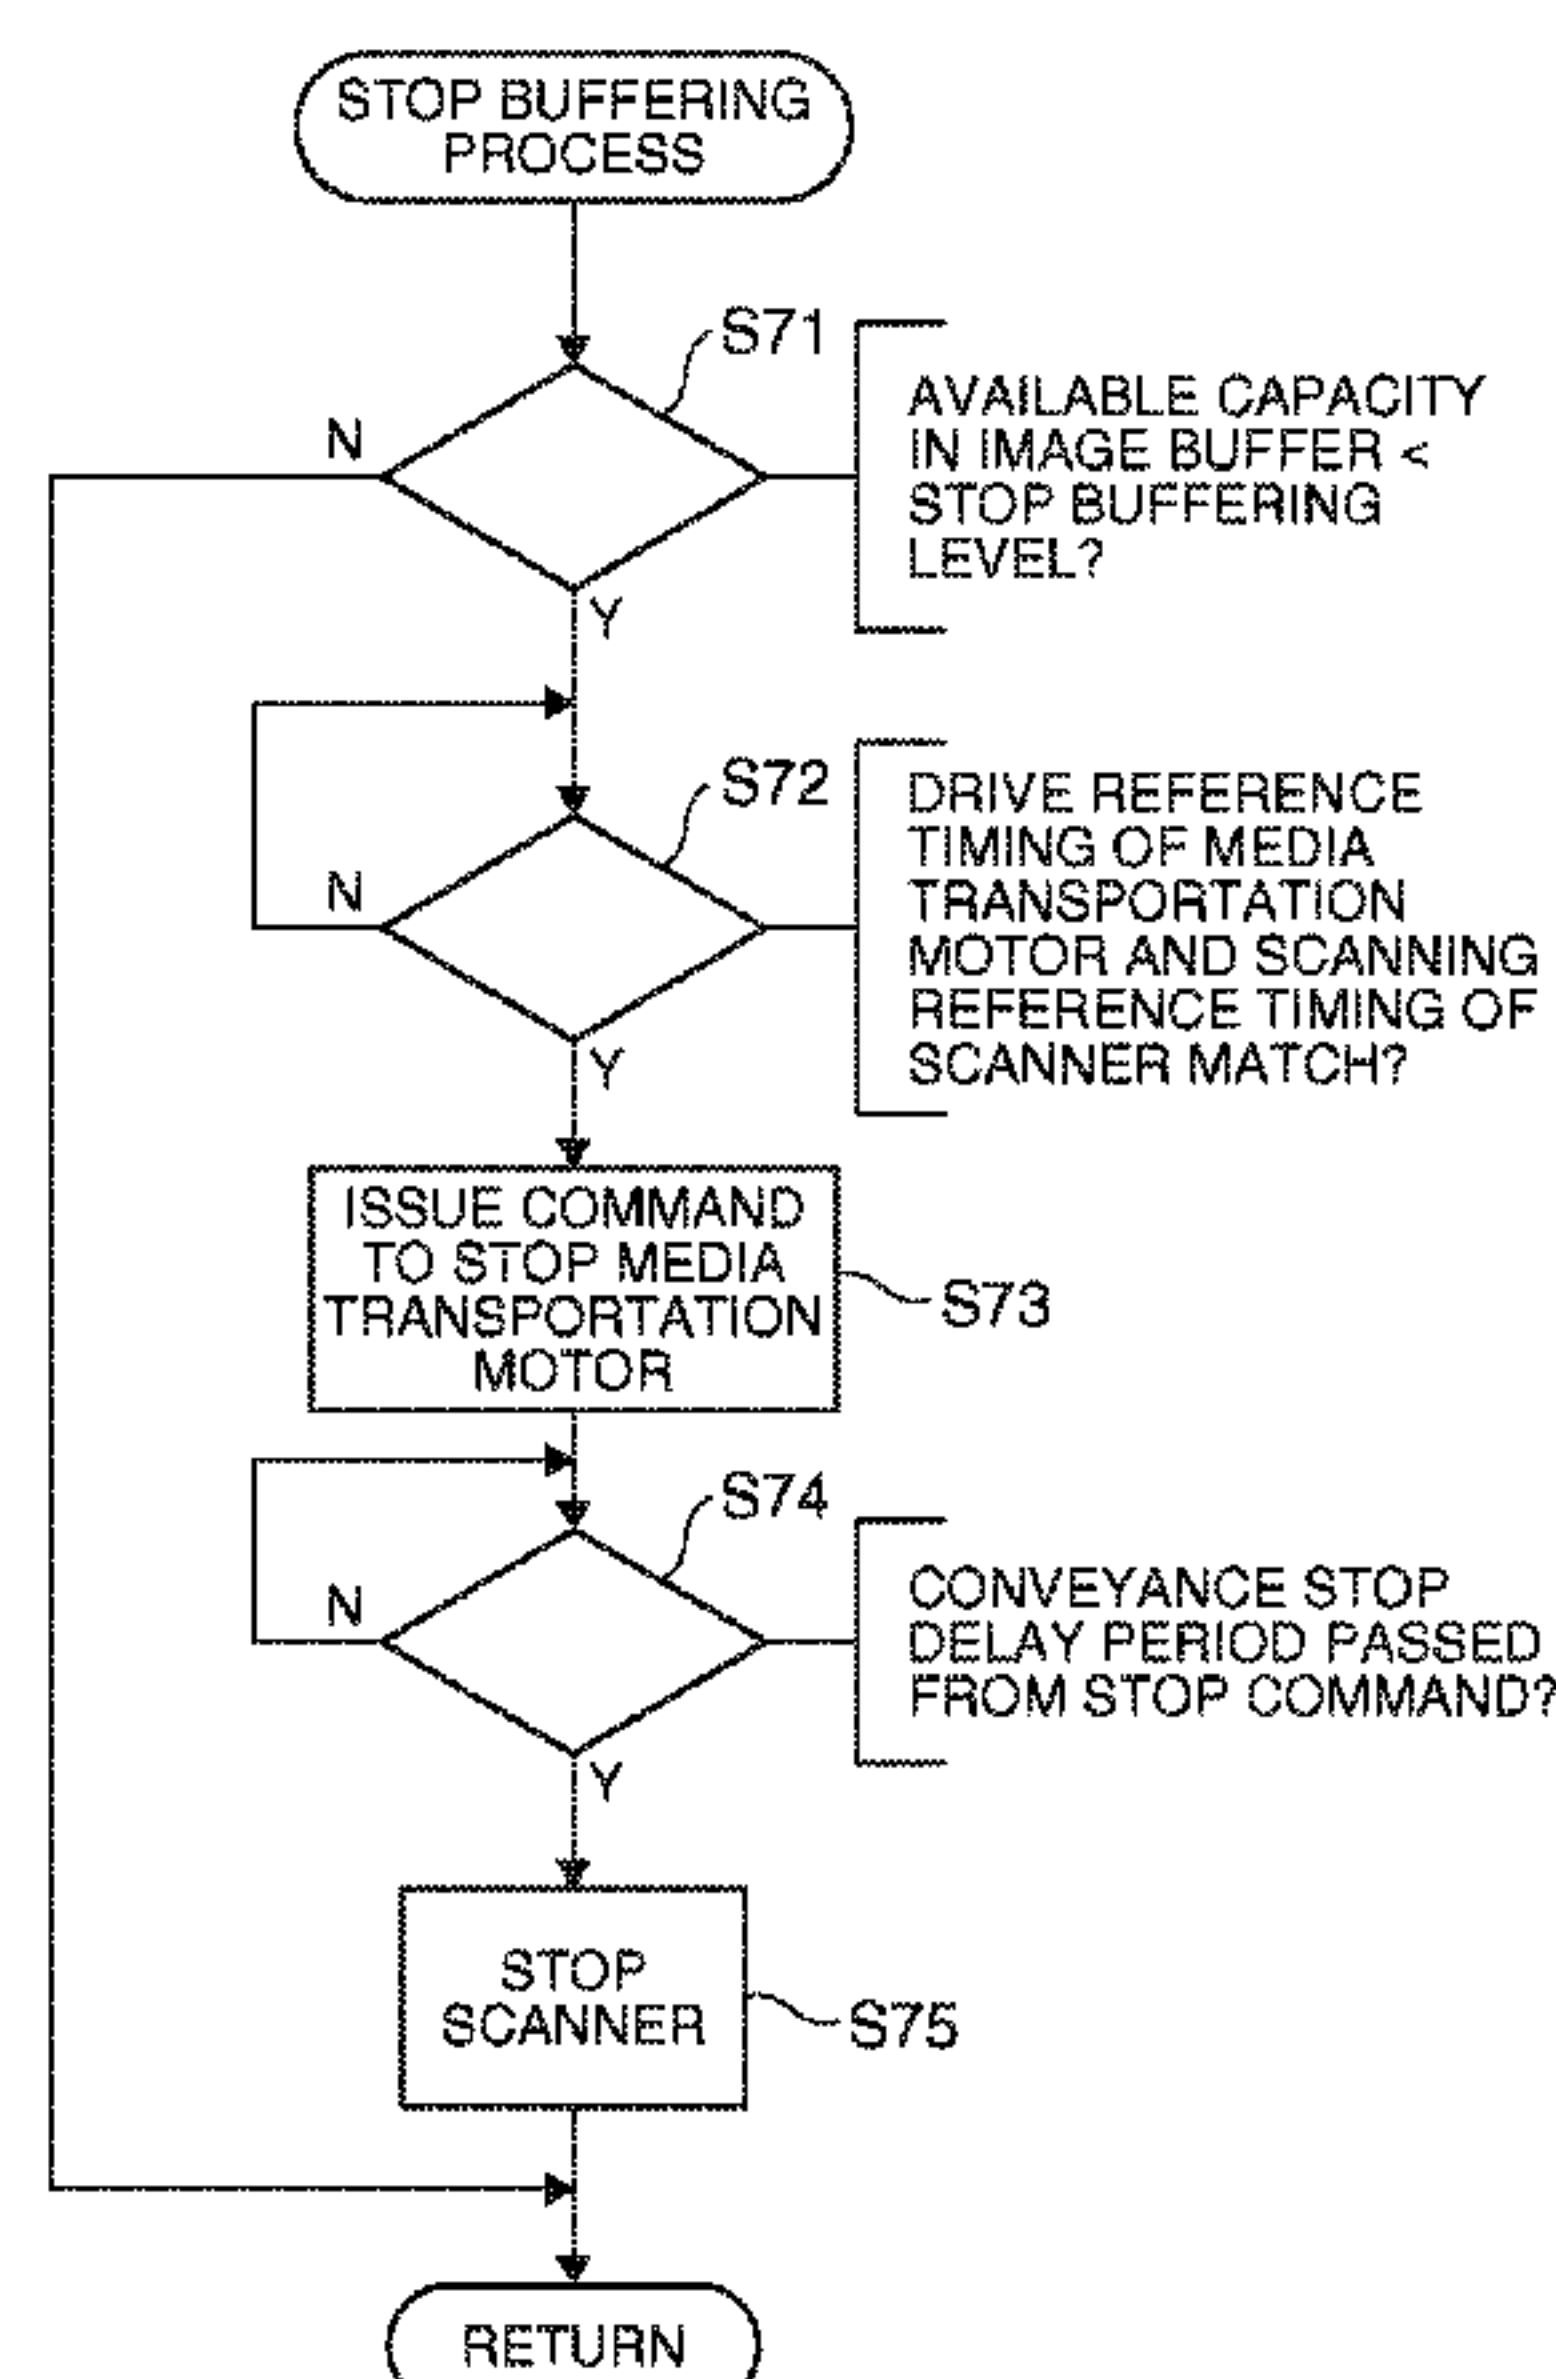 STOP BUFFERING
PROCESS
S71
AVAILABLE CAPACITY
IN IMAGE BUFFER <
STOP BUFFERING
LEVEL?
N
Y
S72
DRIVE REFERENCE
TIMING OF MEDIA
TRANSPORTATION
MOTOR AND SCANNING
REFERENCE TIMING OF
SCANNER MATCH?
N
Y
ISSUE COMMAND
TO STOP MEDIA
TRANSPORTATION
MOTOR
S73
S74
CONVEYANCE STOP
DELAY PERIOD PASSED
FROM STOP COMMAND?
N
Y
STOP
SCANNER
S75
RETURN